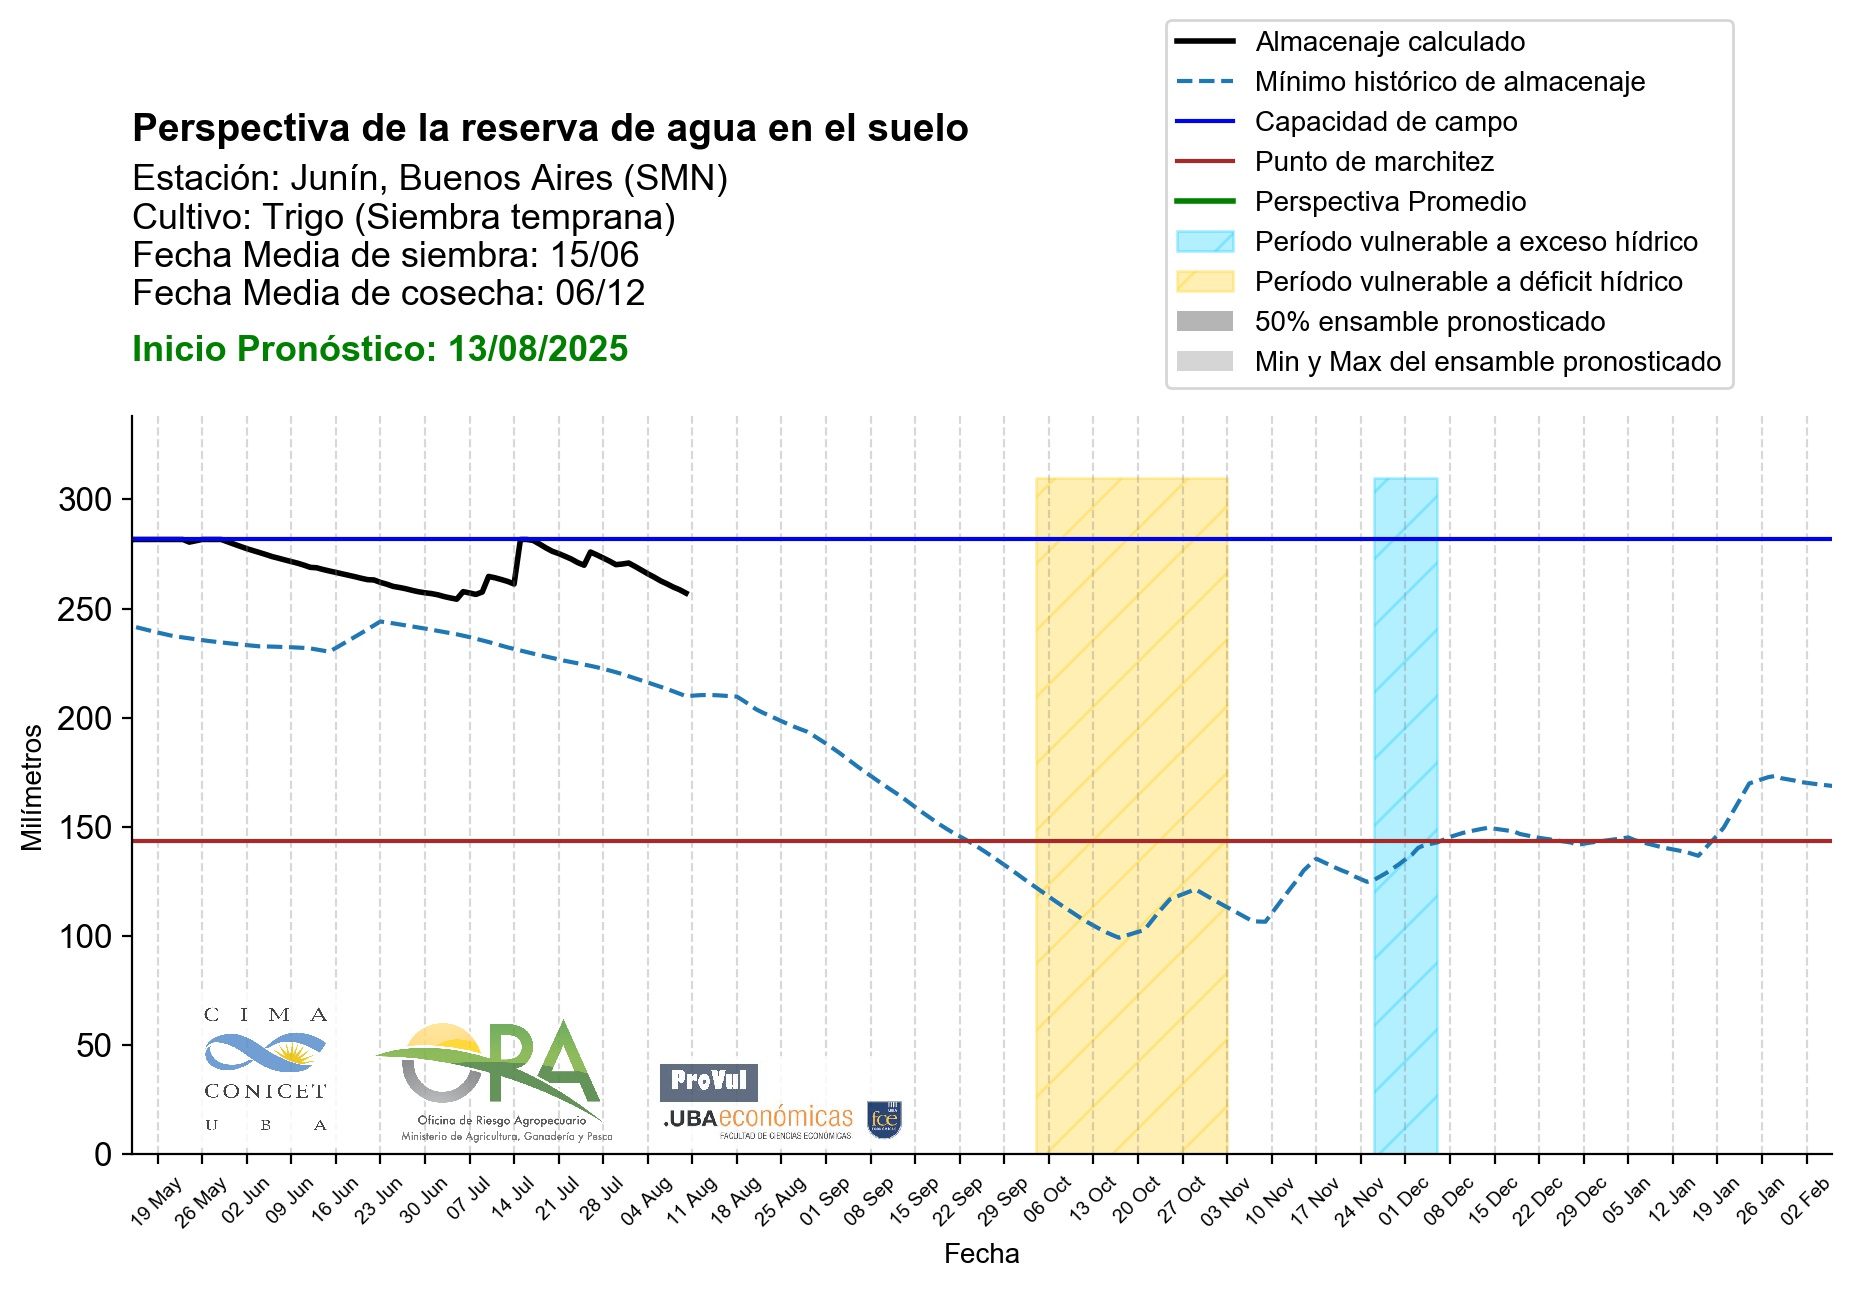 Perspectiva de la reserva de agua en el suelo
Estación: Junín, Buenos Aires (SMN)
Cultivo: Trigo (Siembra temprana)
Fecha Media de siembra: 15/06
Fecha Media de cosecha: 06/12
Inicio Pronóstico: 13/08/2025
Almacenaje calculado
Mínimo histórico de almacenaje
Capacidad de campo
Punto de marchitez
Perspectiva Promedio
Período vulnerable a exceso hídrico
Período vulnerable a déficit hídrico
50% ensamble pronosticado
Min y Max del ensamble pronosticado
Milímetros
300
250
200
150
100
50
0
CIMA
CONICET
UBA
ORA
Oficina de Riesgo Agropecuario
Ministerio de Agricultura, Ganadería y Pesca
ProVul
.UBAeconómicas
FACULTAD DE CIENCIAS ECONÓMICAS
fce
19 May
26 May
02 Jun
09 Jun
16 Jun
23 Jun
30 Jun
07 Jul
14 Jul
21 Jul
28 Jul
04 Aug
11 Aug
18 Aug
25 Aug
01 Sep
08 Sep
15 Sep
22 Sep
29 Sep
06 Oct
13 Oct
20 Oct
27 Oct
03 Nov
10 Nov
17 Nov
24 Nov
01 Dec
08 Dec
15 Dec
22 Dec
29 Dec
05 Jan
12 Jan
19 Jan
26 Jan
02 Feb
Fecha